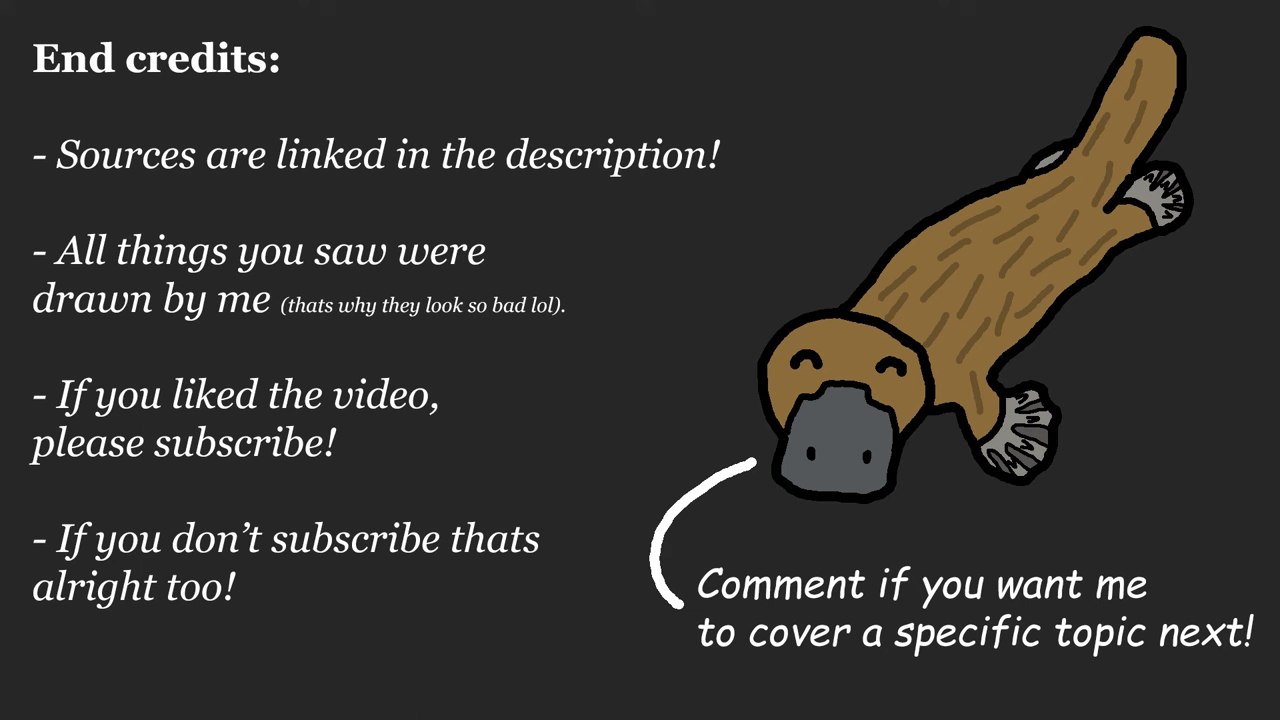 End credits:
- Sources are linked in the description!
- All things you saw were
drawn by me (thats why they look so bad lol).
- If you liked the video,
please subscribe!
- If you don’t subscribe thats
alright too!
Comment if you want me
to cover a specific topic next!